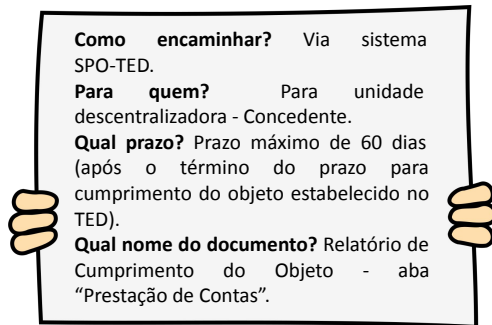 Como encaminhar? Via sistema
SPO-TED.
Para quem? Para unidade
descentralizadora - Concedente.
Qual prazo? Prazo máximo de 60 dias
(após o término do prazo para
cumprimento do objeto estabelecido no
TED).
Qual nome do documento? Relatório de
Cumprimento do Objeto - aba
“Prestação de Contas”.